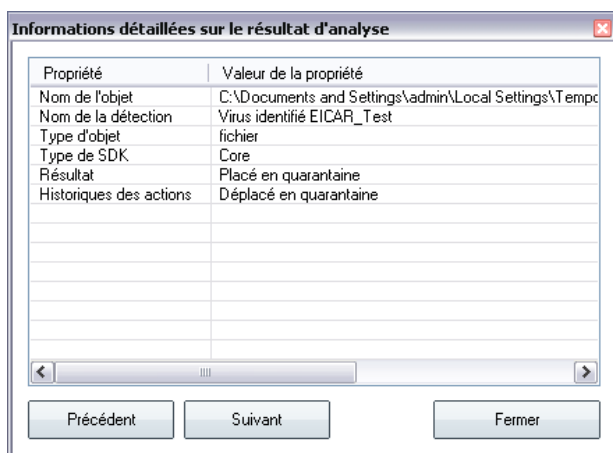 Informations détaillées sur le résultat d'analyse
Propriété Valeur de la propriété
Nom de l'objet C:\Documents and Settings\admin\Local Settings\Tempo
Nom de la détection Virus identifié EICAR_Test
Type d'objet fichier
Type de SDK Core
Résultat Placé en quarantaine
Historiques des actions Déplacé en quarantaine
Précédent Suivant Fermer